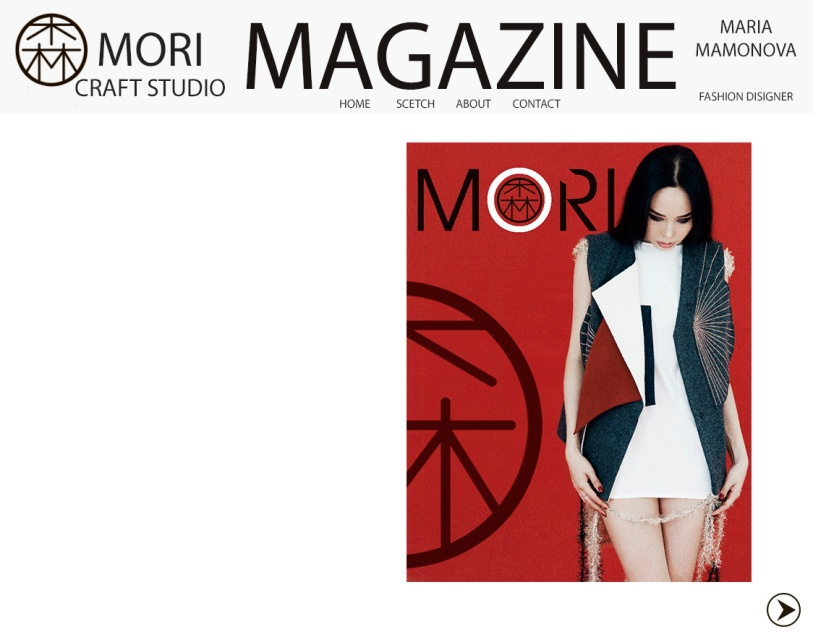 MORI
CRAFT STUDIO
MAGAZINE
HOME SCETCH ABOUT CONTACT
MARIA
MAMONOVA
FASHION DISIGNER
MORI